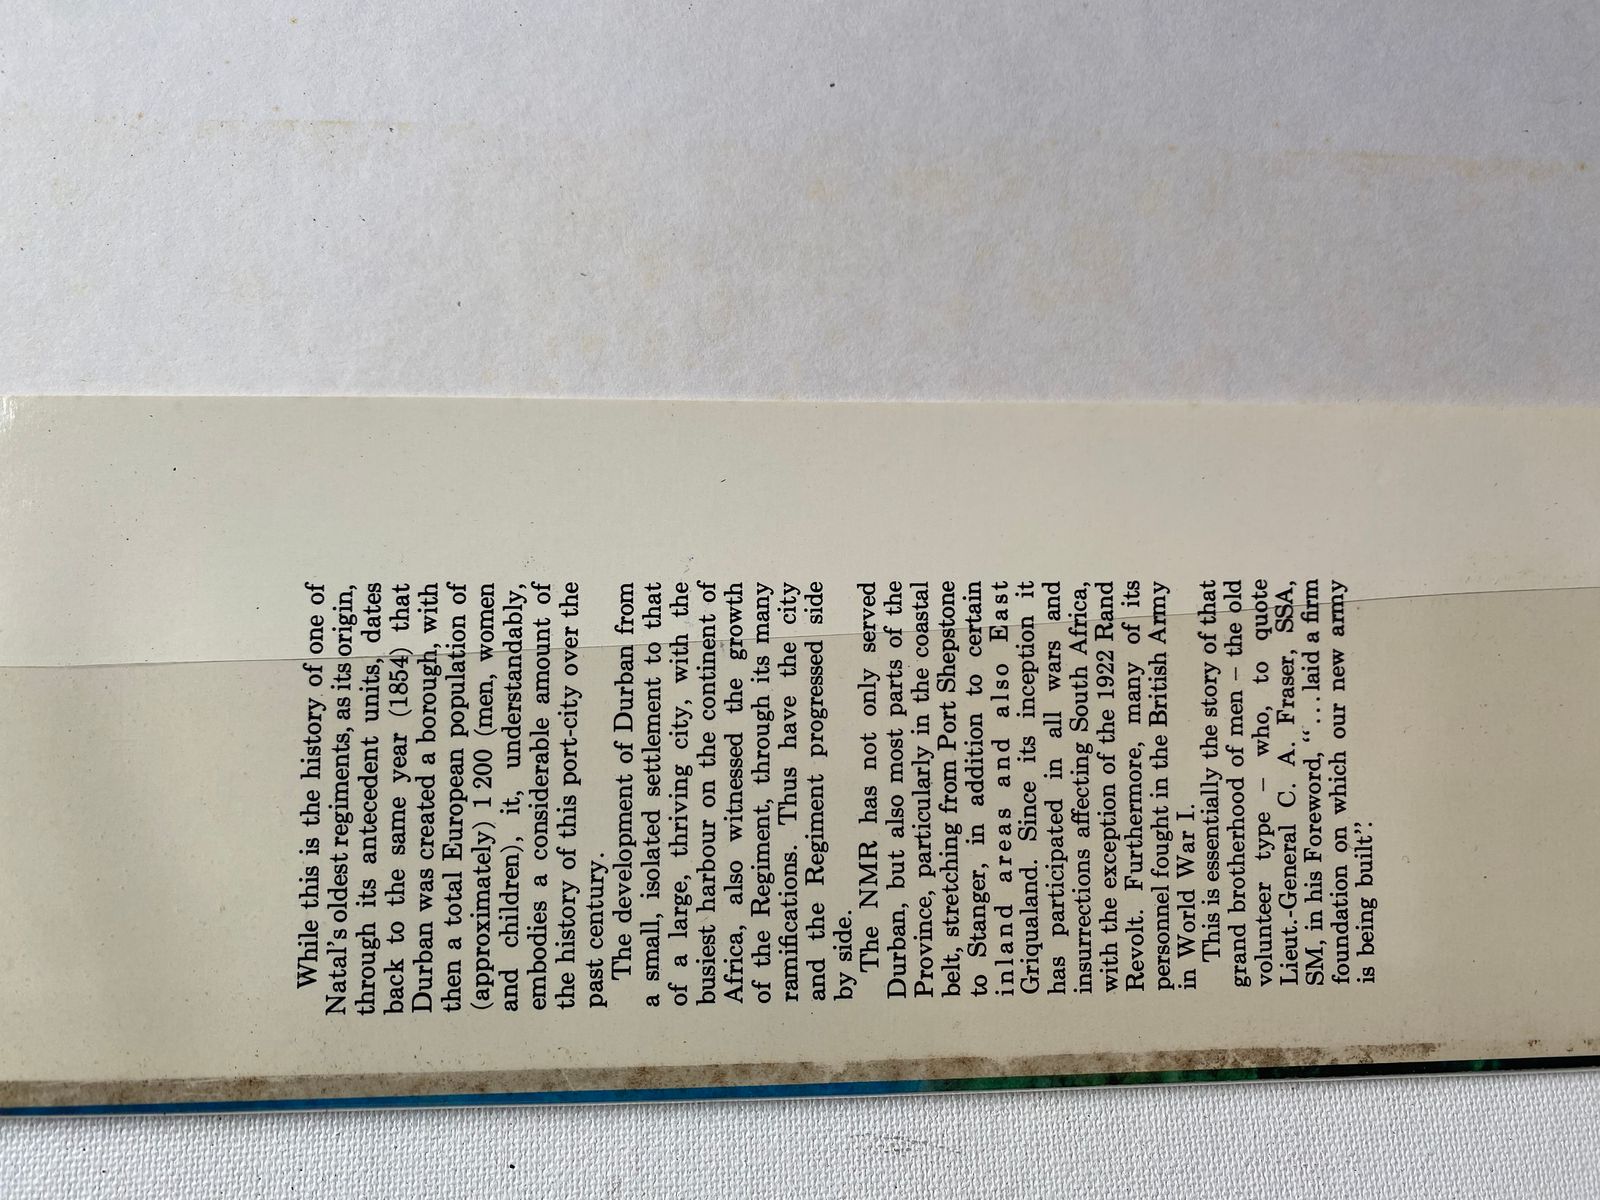 While this is the history of one of
Natal's oldest regiments, as its origin,
through its antecedent units, dates
back to the same year (1854) that
Durban was created a borough, with
then a total European population of
(approximately) 1 200 (men, women
and children), it, understandably,
embodies a considerable amount of
the history of this port-city over the
past century.
The development of Durban from
a small, isolated settlement to that
of a large, thriving city, with the
busiest harbour on the continent of
Africa, also witnessed the growth
of the Regiment, through its many
ramifications. Thus have the city
and the Regiment progressed side
by side.
The NMR has not only served
Durban, but also most parts of the
Province, particularly in the coastal
belt, stretching from Port Shepstone
to Stanger, in addition to certain
inland areas and also East
Griqualand. Since its inception it
has participated in all wars and
insurrections affecting South Africa,
with the exception of the 1922 Rand
Revolt. Furthermore, many of its
personnel fought in the British Army
in World War I.
This is essentially the story of that
grand brotherhood of men – the old
volunteer type – who, to quote
Lieut.-General C. A. Fraser, SSA,
SM, in his Foreword, “ ... laid a firm
foundation on which our new army
is being built”.